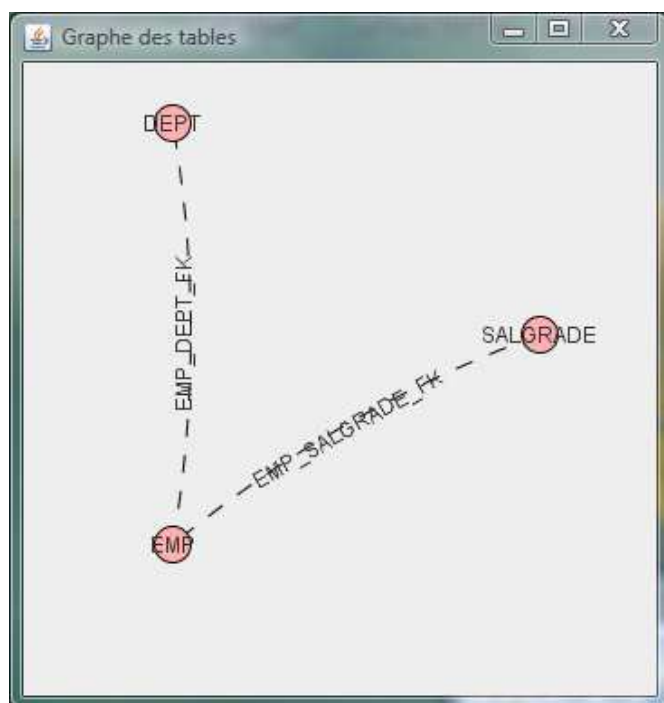 Graphe des tables
DEPT
EMP_DEPT_FK
SALGRADE
EMP_SALGRADE_FK
EMP